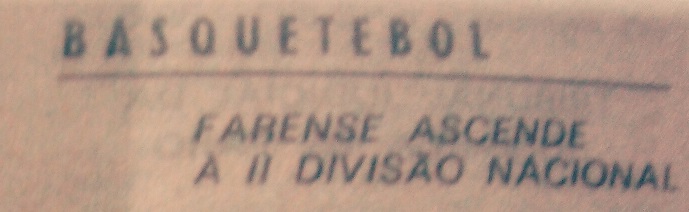 BASQUETEBOL
FARENSE ASCENDE
À II DIVISÃO NACIONAL